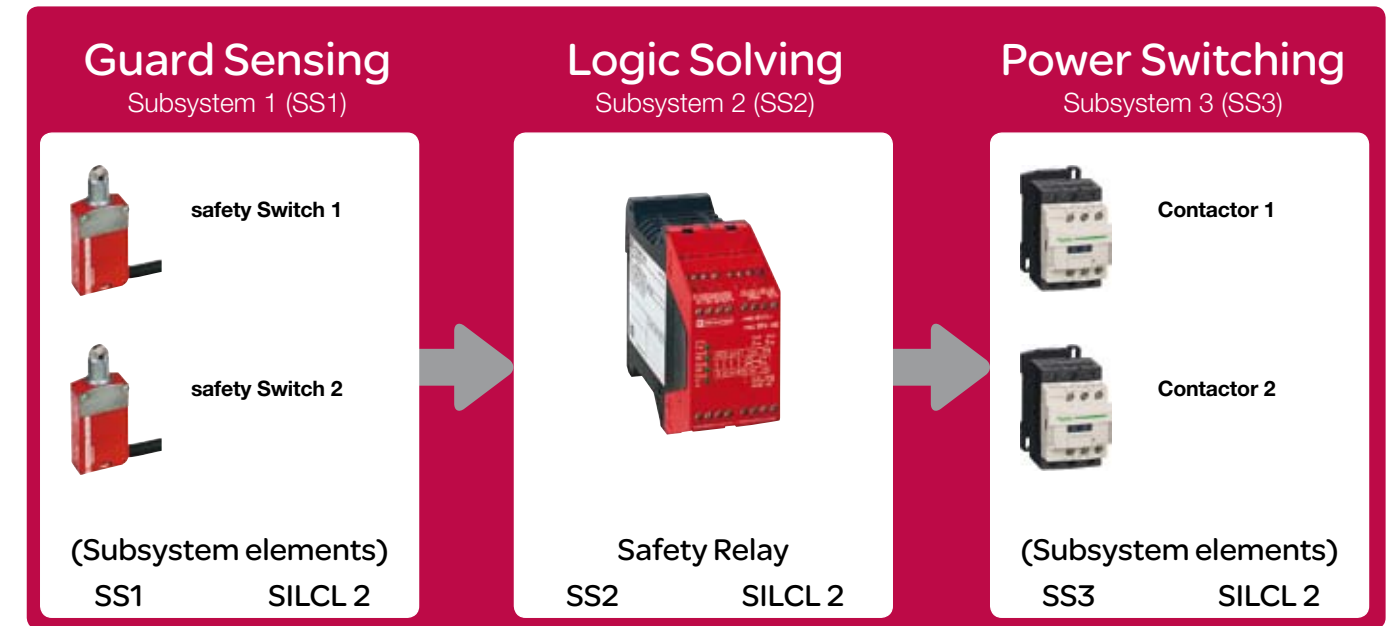 Guard Sensing
Subsystem 1 (SS1)
safety Switch 1
safety Switch 2
(Subsystem elements)
SS1 SILCL 2
Logic Solving
Subsystem 2 (SS2)
Safety Relay
SS2 SILCL 2
Power Switching
Subsystem 3 (SS3)
Contactor 1
Contactor 2
(Subsystem elements)
SS3 SILCL 2